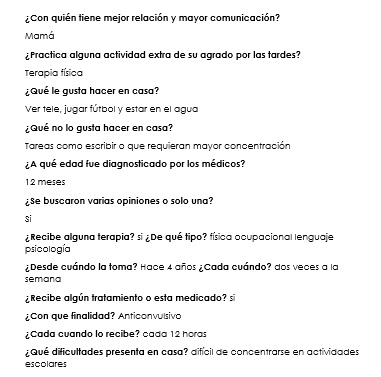 ¿Con quién tiene mejor relación y mayor comunicación?
Mamá
¿Practica alguna actividad extra de su agrado por las tardes?
Terapia física
¿Qué le gusta hacer en casa?
Ver tele, jugar fútbol y estar en el agua
¿Qué no lo gusta hacer en casa?
Tareas como escribir o que requieran mayor concentración
¿A qué edad fue diagnosticado por los médicos?
12 meses
¿Se buscaron varias opiniones o solo una?
Si
¿Recibe alguna terapia? si ¿De qué tipo? física ocupacional lenguaje
psicología
¿Desde cuándo la toma? Hace 4 años ¿Cada cuándo? dos veces a la
semana
¿Recibe algún tratamiento o esta medicado? si
¿Con que finalidad? Anticonvulsivo
¿Cada cuando lo recibe? cada 12 horas
¿Qué dificultades presenta en casa? difícil de concentrarse en actividades
escolares